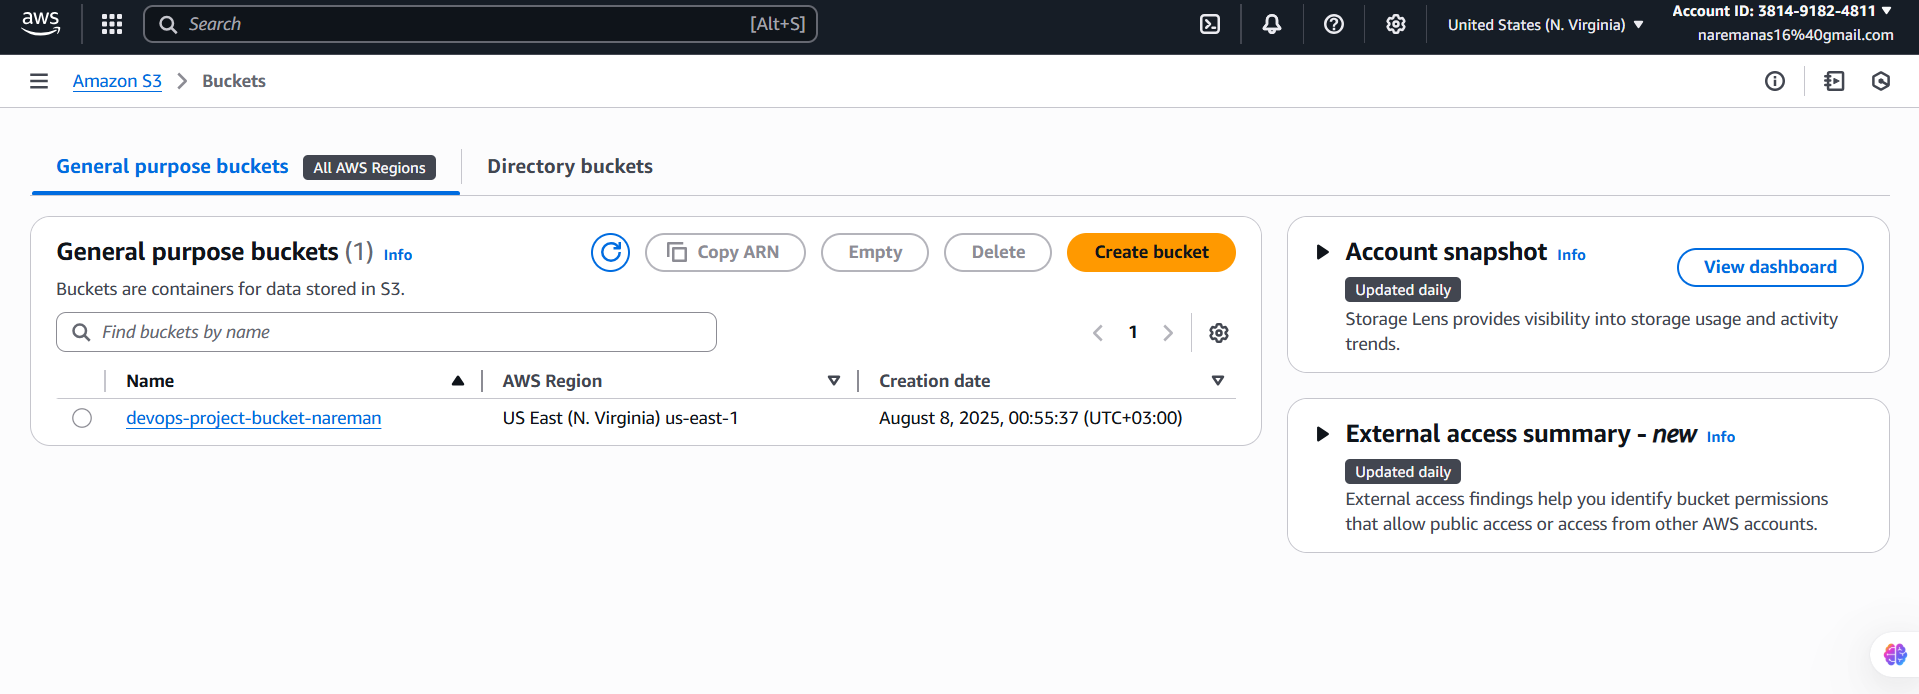 aws
Search [Alt+S]
United States (N. Virginia)
Account ID: 3814-9182-4811
naremanas16%40gmail.com
Amazon S3 > Buckets
General purpose buckets All AWS Regions
Directory buckets
General purpose buckets (1) Info
Copy ARN
Empty
Delete
Create bucket
Buckets are containers for data stored in S3.
Find buckets by name
1
Name AWS Region Creation date
devops-project-bucket-nareman US East (N. Virginia) us-east-1 August 8, 2025, 00:55:37 (UTC+03:00)
Account snapshot Info
View dashboard
Updated daily
Storage Lens provides visibility into storage usage and activity
trends.
External access summary - new Info
Updated daily
External access findings help you identify bucket permissions
that allow public access or access from other AWS accounts.